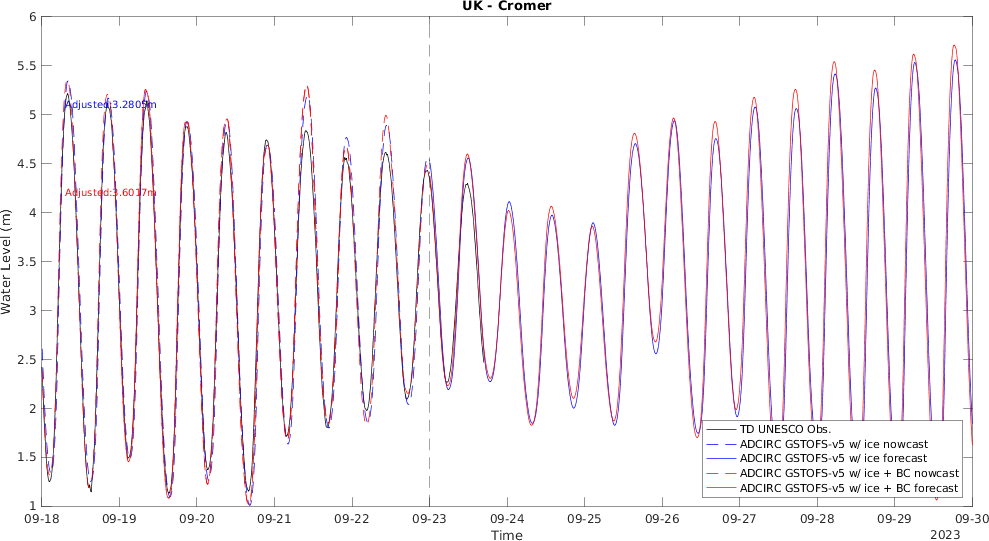 UK - Cromer
6
5.5
5
4.5
4
3.5
3
2.5
2
1.5
1
Water Level (m)
Adjusted:3.2805m
Adjusted:3.6017m
TD UNESCO Obs.
ADCIRC GSTOFS-v5 w/ ice nowcast
ADCIRC GSTOFS-v5 w/ ice forecast
ADCIRC GSTOFS-v5 w/ ice + BC nowcast
ADCIRC GSTOFS-v5 w/ ice + BC forecast
09-18 09-19 09-20 09-21 09-22 09-23 09-24 09-25 09-26 09-27 09-28 09-29 09-30
Time
2023